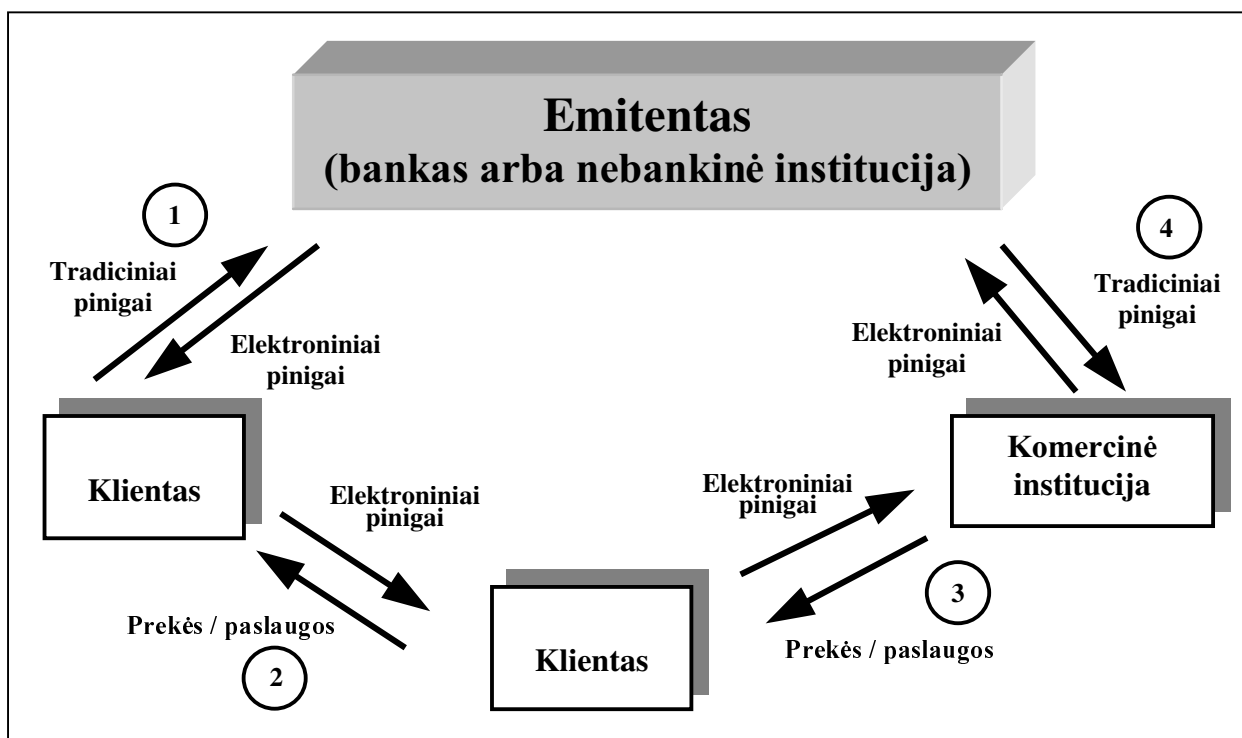 Emitentas
(bankas arba nebankinė institucija)
1
Tradiciniai
pinigai
Elektroniniai
pinigai
4
Tradiciniai
pinigai
Elektroniniai
pinigai
Klientas
Komercinė
institucija
Elektroniniai
pinigai
Elektroniniai
pinigai
Prekės / paslaugos
2
Klientas
3
Prekės / paslaugos